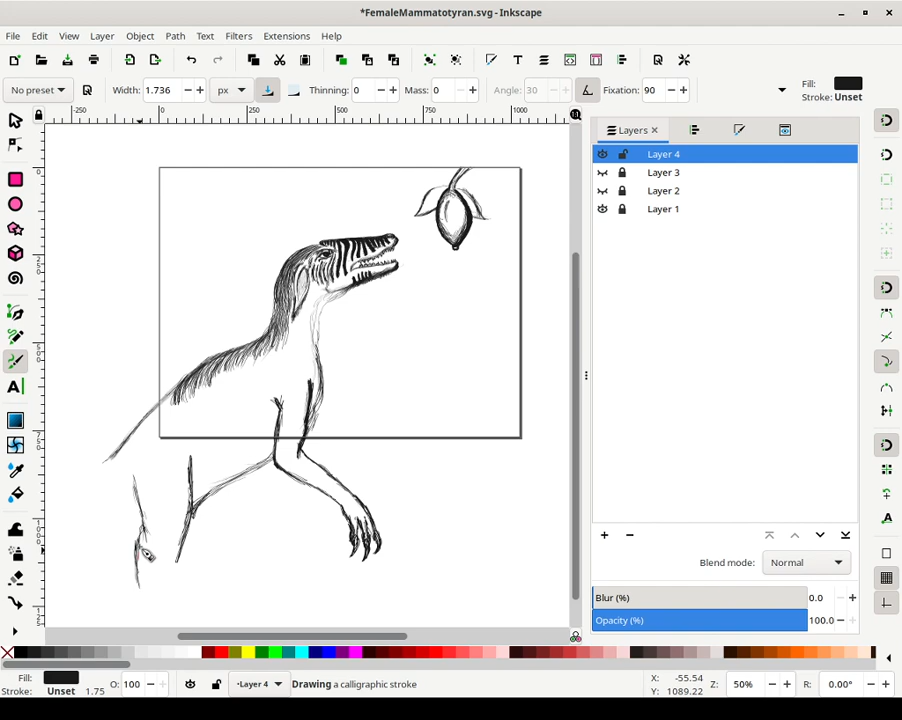 *FemaleMammatotyran.svg - Inkscape
File Edit View Layer Object Path Text Filters Extensions Help
No preset Width: 1.736 px Thinning: 0 Mass: 0 Angle: 30 Fixation: 90 Fill: Stroke: Unset
-250 0 250 500 750 1000
Layers
Layer 4
Layer 3
Layer 2
Layer 1
Blend mode: Normal
Blur (%) 0.0
Opacity (%) 100.0
Fill:
Stroke: Unset 1.75 O: 100 •Layer 4 Drawing a calligraphic stroke X: -55.54 Y: 1089.22 Z: 50% R: 0.00°